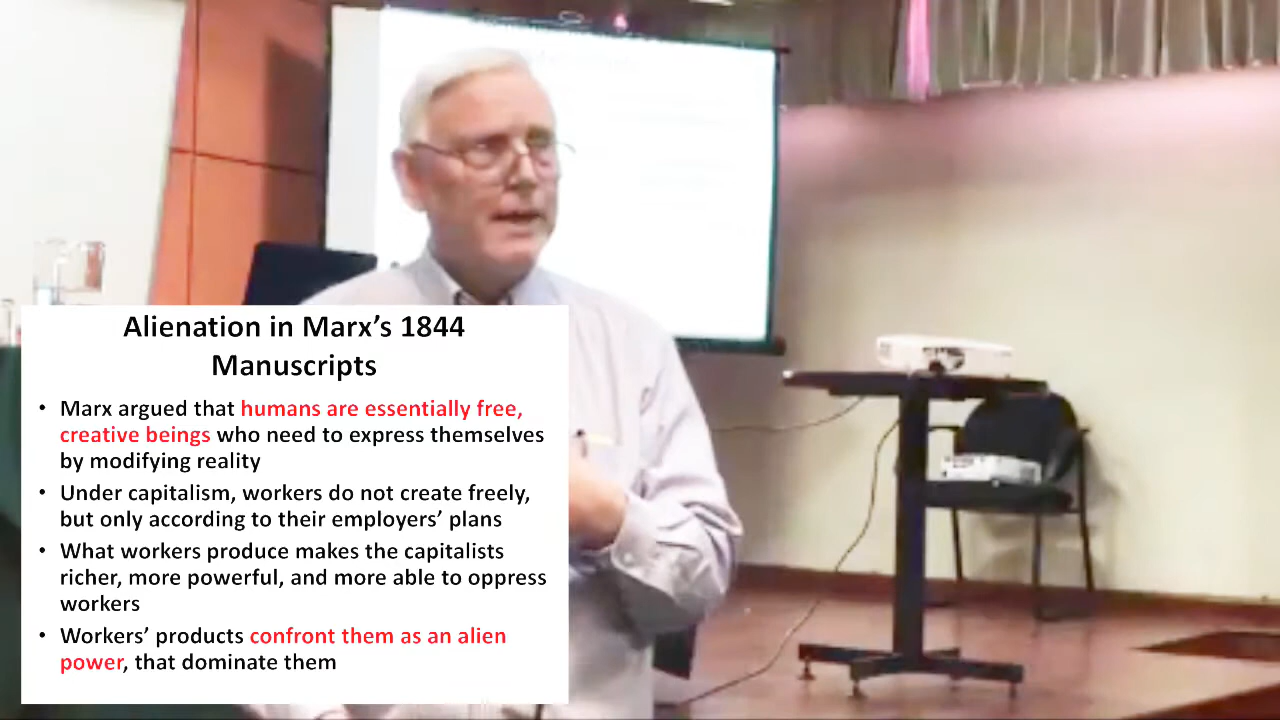 Alienation in Marx's 1844
Manuscripts
• Marx argued that humans are essentially free,
creative beings who need to express themselves
by modifying reality
• Under capitalism, workers do not create freely,
but only according to their employers' plans
• What workers produce makes the capitalists
richer, more powerful, and more able to oppress
workers
• Workers' products confront them as an alien
power, that dominate them